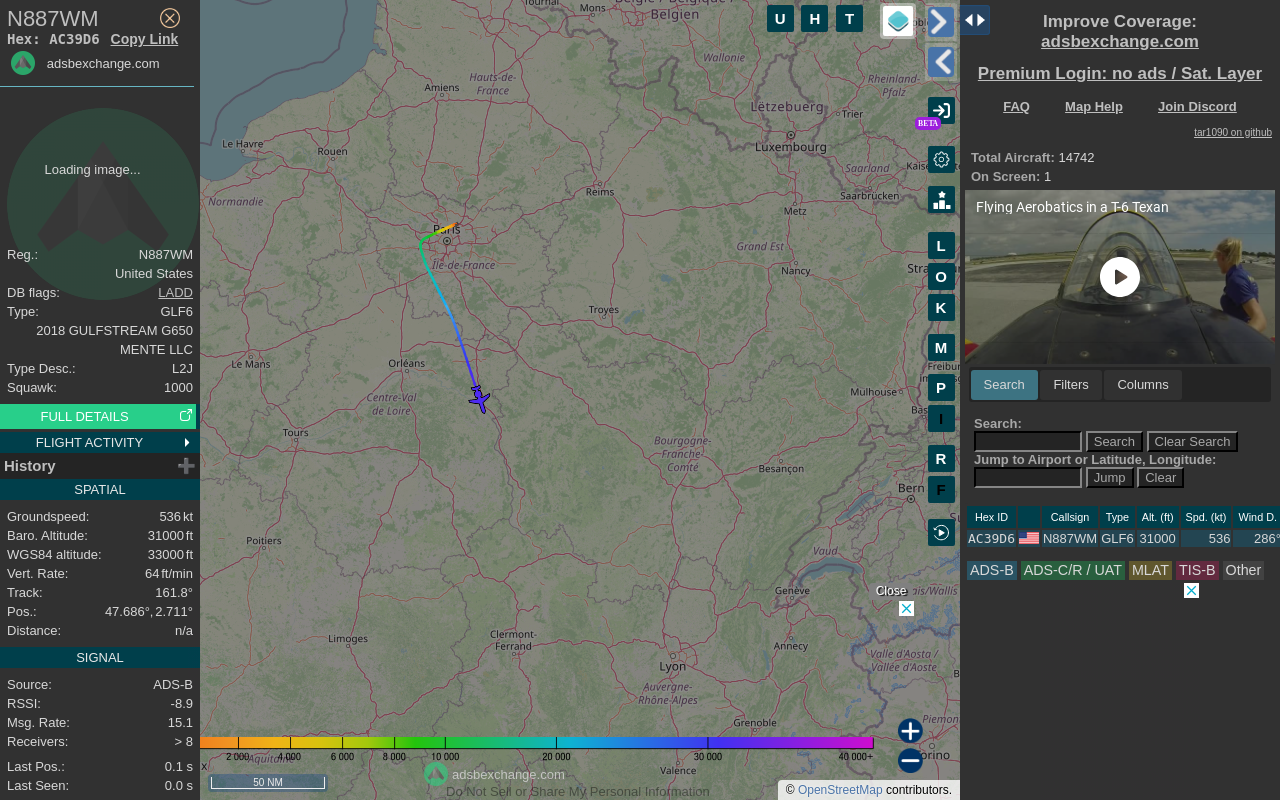 N887WM
Hex: AC39D6 Copy Link
adsbexchange.com
Loading image...
Reg.: N887WM
United States
DB flags: LADD
Type: GLF6
2018 GULFSTREAM G650
MENTE LLC
Type Desc.: L2J
Squawk: 1000
FULL DETAILS
FLIGHT ACTIVITY
History
SPATIAL
Groundspeed: 536 kt
Baro. Altitude: 31000 ft
WGS84 altitude: 33000 ft
Vert. Rate: 64 ft/min
Track: 161.8°
Pos.: 47.686°, 2.711°
Distance: n/a
SIGNAL
Source: ADS-B
RSSI: -8.9
Msg. Rate: 15.1
Receivers: > 8
Last Pos.: 0.1 s
Last Seen: 0.0 s
Tournai
Mons
Belgien
Wallonie
Hauts-de-
France
Amiens
Rheinland-
Pfalz
Lëtzebuerg
Trier
Le Havre
Rouen
Luxembourg
Saarland
Saarbrücken
Reims
Normandie
Metz
Paris
Île-de-France
Grand Est
Nancy
Troyes
Le Mans
Orléans
Centre-Val
de Loire
Mulhouse
Tours
Bourgogne-
Franche-
Comté
Besançon
Bern
Poitiers
Vaud
Genève
Limoges
Clermont-
Ferrand
Annecy
Valle d'Aosta /
Vallée d'Aoste
Lyon
Auvergne-
Rhône-Alpes
Grenoble
Valence
Aquitaine
U H T
BETA
L
O
K
M
P
I
R
F
Close
2 000 4 000 6 000 8 000 10 000 20 000 30 000 40 000+
50 NM
adsbexchange.com
Do Not Sell or Share My Personal Information
© OpenStreetMap contributors.
Improve Coverage:
adsbexchange.com
Premium Login: no ads / Sat. Layer
FAQ Map Help Join Discord
tar1090 on github
Total Aircraft: 14742
On Screen: 1
Flying Aerobatics in a T-6 Texan
Search Filters Columns
Search:
Search Clear Search
Jump to Airport or Latitude, Longitude:
Jump Clear
Hex ID Callsign Type Alt. (ft) Spd. (kt) Wind D.
AC39D6 N887WM GLF6 31000 536 286°
ADS-B ADS-C/R / UAT MLAT TIS-B Other